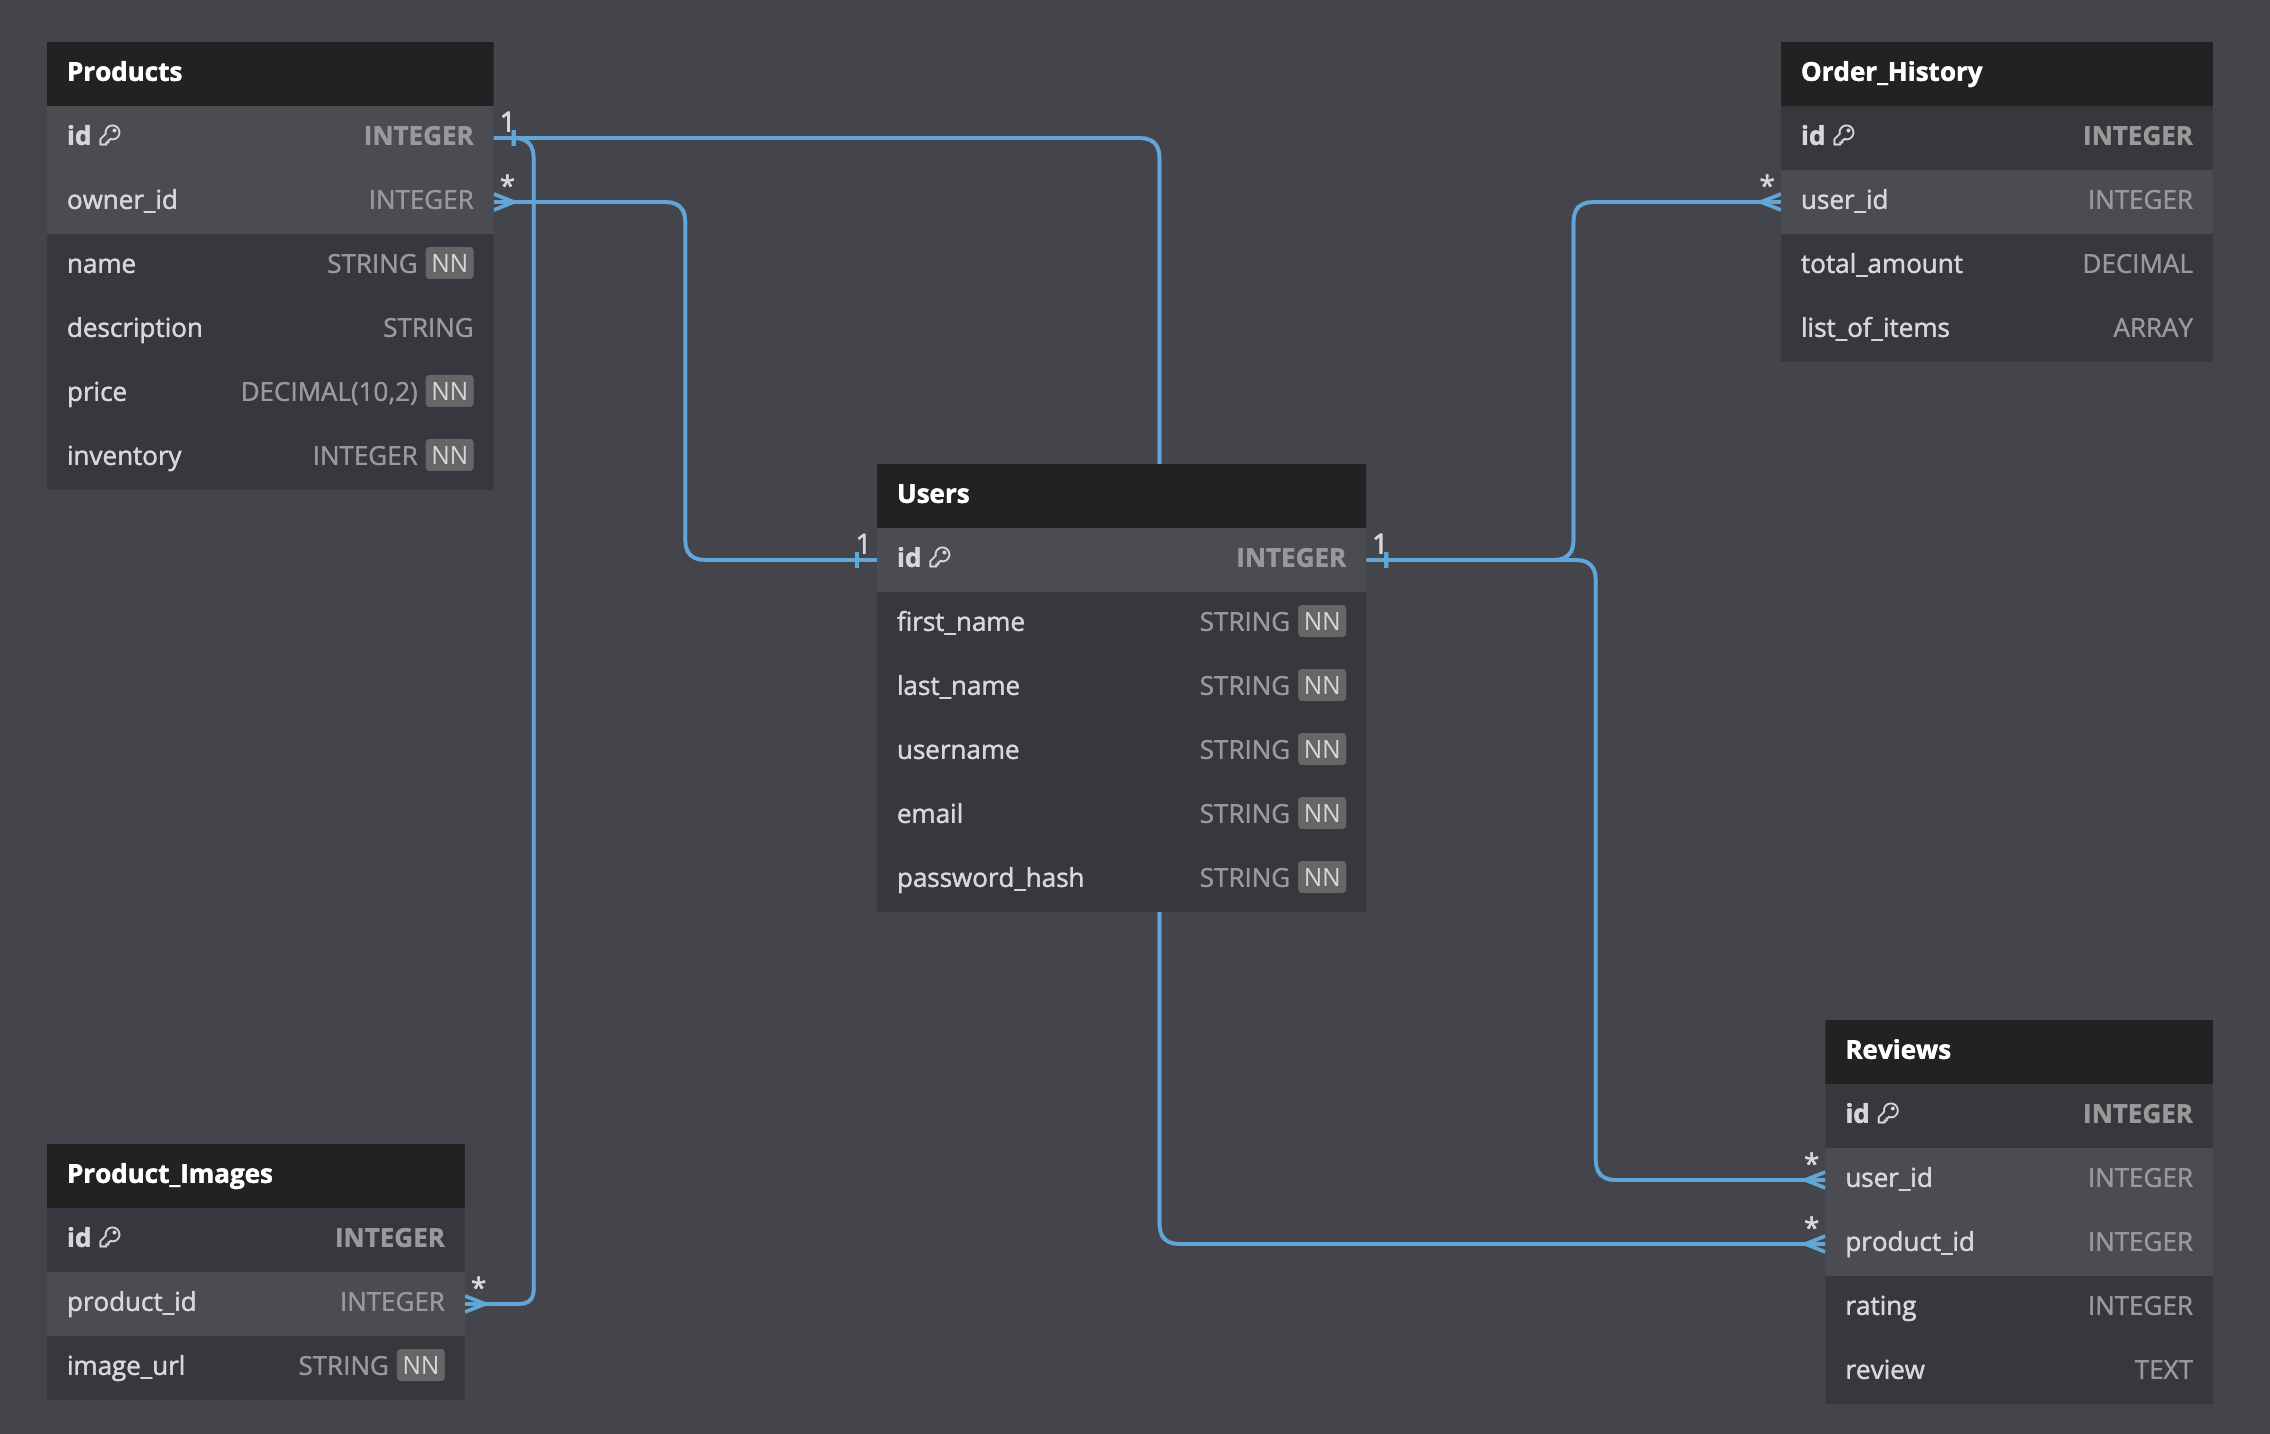 Products
id INTEGER
owner_id INTEGER
name STRING NN
description STRING
price DECIMAL(10,2) NN
inventory INTEGER NN
1
*
Order_History
id INTEGER
user_id INTEGER
total_amount DECIMAL
list_of_items ARRAY
*
Users
id INTEGER
first_name STRING NN
last_name STRING NN
username STRING NN
email STRING NN
password_hash STRING NN
1
1
Product_Images
id INTEGER
product_id INTEGER
image_url STRING NN
*
Reviews
id INTEGER
user_id INTEGER
product_id INTEGER
rating INTEGER
review TEXT
*
*